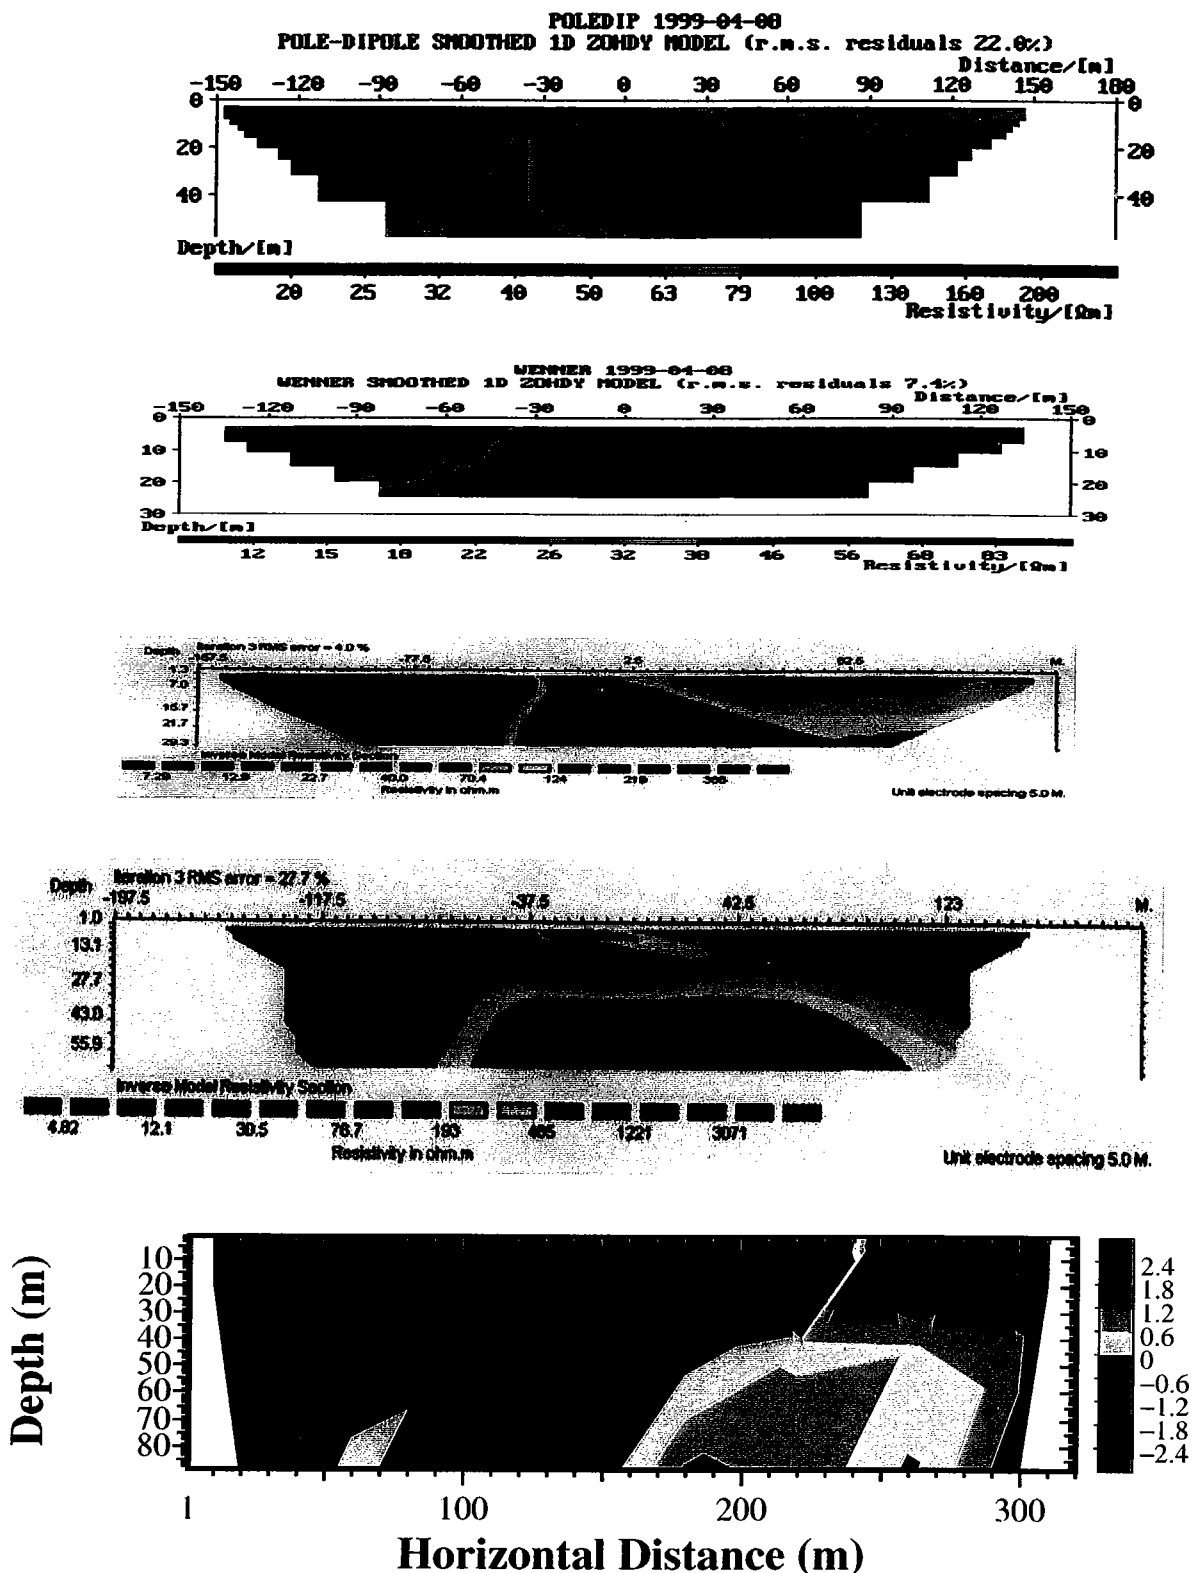 POLEDIP 1999-04-08
POLE-DIPOLE SMOOTHED 1D ZOHDY MODEL (r.m.s. residuals 22.0%)
Distance/[m]
-150 -120 -90 -60 -30 0 30 60 90 120 150 180
0 0
20 20
40 40
Depth/[m]
20 25 32 40 50 63 79 100 130 160 200
Resistivity/[Ωm]
WENNER 1999-04-08
WENNER SMOOTHED 1D ZOHDY MODEL (r.m.s. residuals 7.4%)
Distance/[m]
-150 -120 -90 -60 -30 0 30 60 90 120 150
0 0
10 10
20 20
30 30
Depth/[m]
12 15 18 22 26 32 38 46 56 68 83
Resistivity/[Ωm]
Depth Iteration 3 RMS error = 4.0 %
-77.5 2.5 82.5 M.
7.0
15.7
21.7
29.3
7.29 12.9 22.7 40.0 70.4 124 219
Resistivity in ohm.m
Unit electrode spacing 5.0 M.
Depth Iteration 3 RMS error = 27.7 %
-197.5 -117.5 -37.5 42.5 123 M.
1.0
13.1
27.7
43.0
55.9
Inverse Model Resistivity Section
4.82 12.1 30.5 76.7 193 485 1221 3071
Resistivity in ohm.m
Unit electrode spacing 5.0 M.
Depth (m)
10
20
30
40
50
60
70
80
2.4
1.8
1.2
0.6
0
-0.6
-1.2
-1.8
-2.4
1 100 200 300
Horizontal Distance (m)